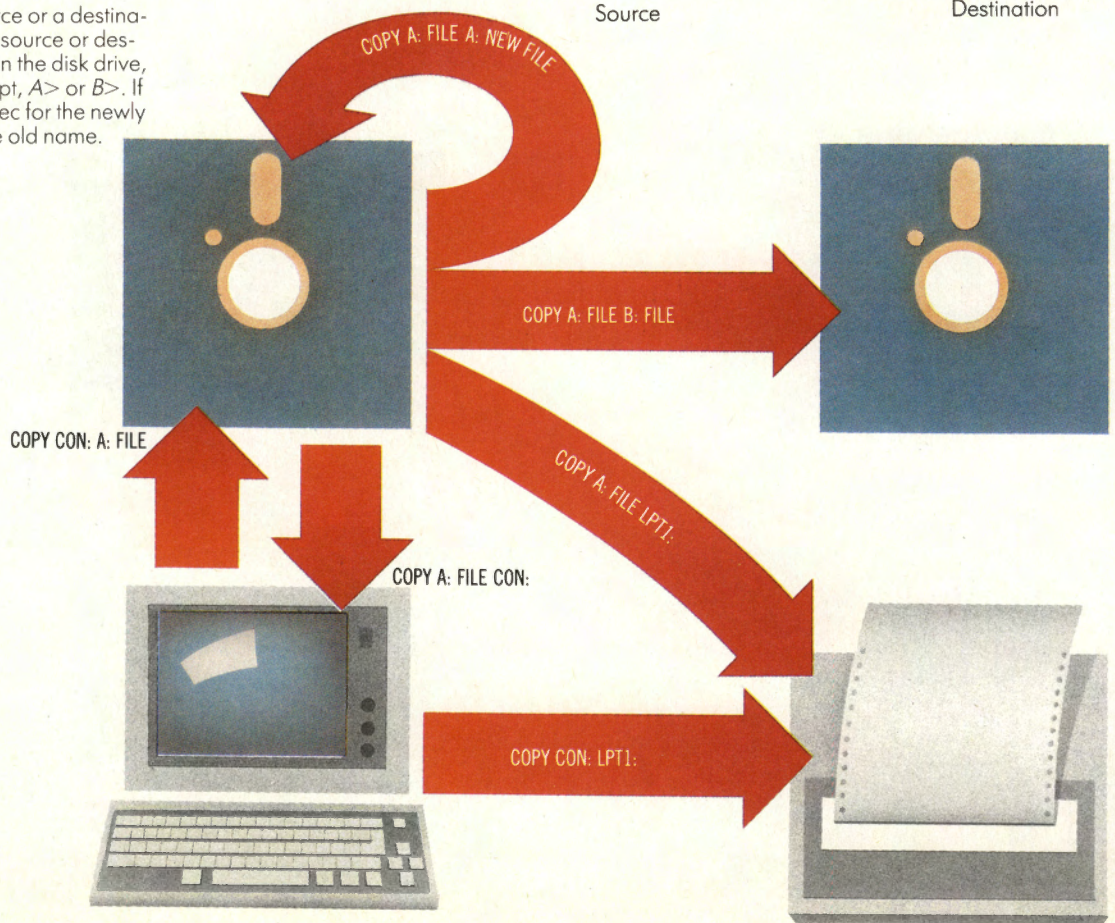 rce or a destina-
source or des-
n the disk drive,
pt, A> or B>. If
ec for the newly
e old name.
Source
Destination
COPY A: FILE A: NEW FILE
COPY A: FILE B: FILE
COPY CON: A: FILE
COPY A: FILE LPT1:
COPY A: FILE CON:
COPY CON: LPT1: